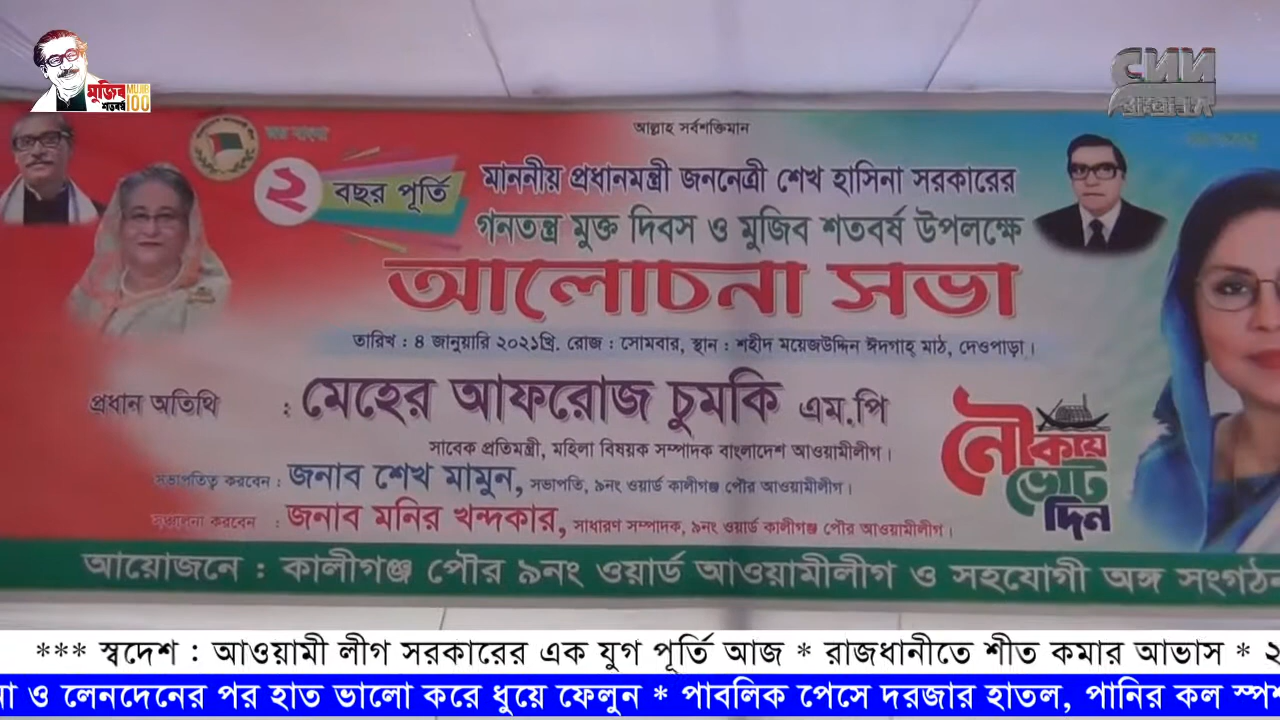 মুজিব
শতবর্ষ
MUJIB
100
CNN
বাংলা
আল্লাহ সর্বশক্তিমান
জয় বাংলা
২ বছর পূর্তি
মাননীয় প্রধানমন্ত্রী জননেত্রী শেখ হাসিনা সরকারের
গনতন্ত্র মুক্ত দিবস ও মুজিব শতবর্ষ উপলক্ষে
আলোচনা সভা
তারিখ : ৪ জানুয়ারি ২০২১খ্রি. রোজ : সোমবার, স্থান : শহীদ ময়েজউদ্দিন ঈদগাহ্ মাঠ, দেওপাড়া।
প্রধান অতিথি : মেহের আফরোজ চুমকি এম.পি
সাবেক প্রতিমন্ত্রী, মহিলা বিষয়ক সম্পাদক বাংলাদেশ আওয়ামীলীগ।
সভাপতিত্ব করবেন : জনাব শেখ মামুন, সভাপতি, ৯নং ওয়ার্ড কালীগঞ্জ পৌর আওয়ামীলীগ।
সঞ্চালনা করবেন : জনাব মনির খন্দকার, সাধারণ সম্পাদক, ৯নং ওয়ার্ড কালীগঞ্জ পৌর আওয়ামীলীগ।
নৌকায়
ভোট
দিন
আয়োজনে : কালীগঞ্জ পৌর ৯নং ওয়ার্ড আওয়ামীলীগ ও সহযোগী অঙ্গ সংগঠন
*** স্বদেশ : আওয়ামী লীগ সরকারের এক যুগ পূর্তি আজ * রাজধানীতে শীত কমার আভাস * ২
ও লেনদেনের পর হাত ভালো করে ধুয়ে ফেলুন * পাবলিক পেসে দরজার হাতল, পানির কল স্পর্শ